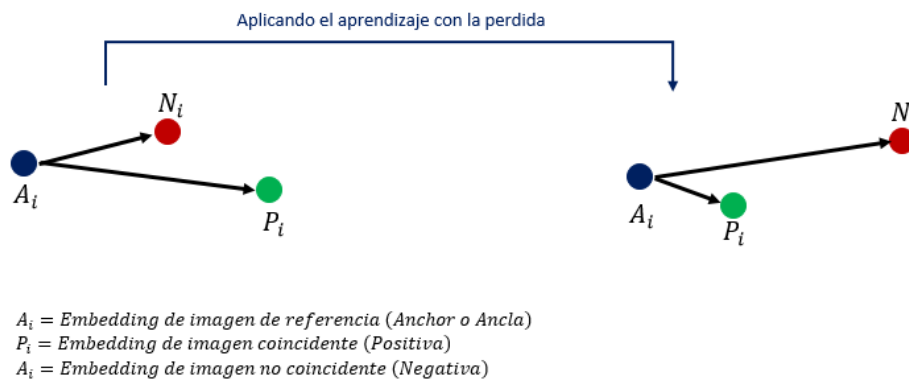 Aplicando el aprendizaje con la perdida
N_i
A_i
P_i
N
A_i
P_i
A_i = Embedding de imagen de referencia (Anchor o Ancla)
P_i = Embedding de imagen coincidente (Positiva)
A_i = Embedding de imagen no coincidente (Negativa)